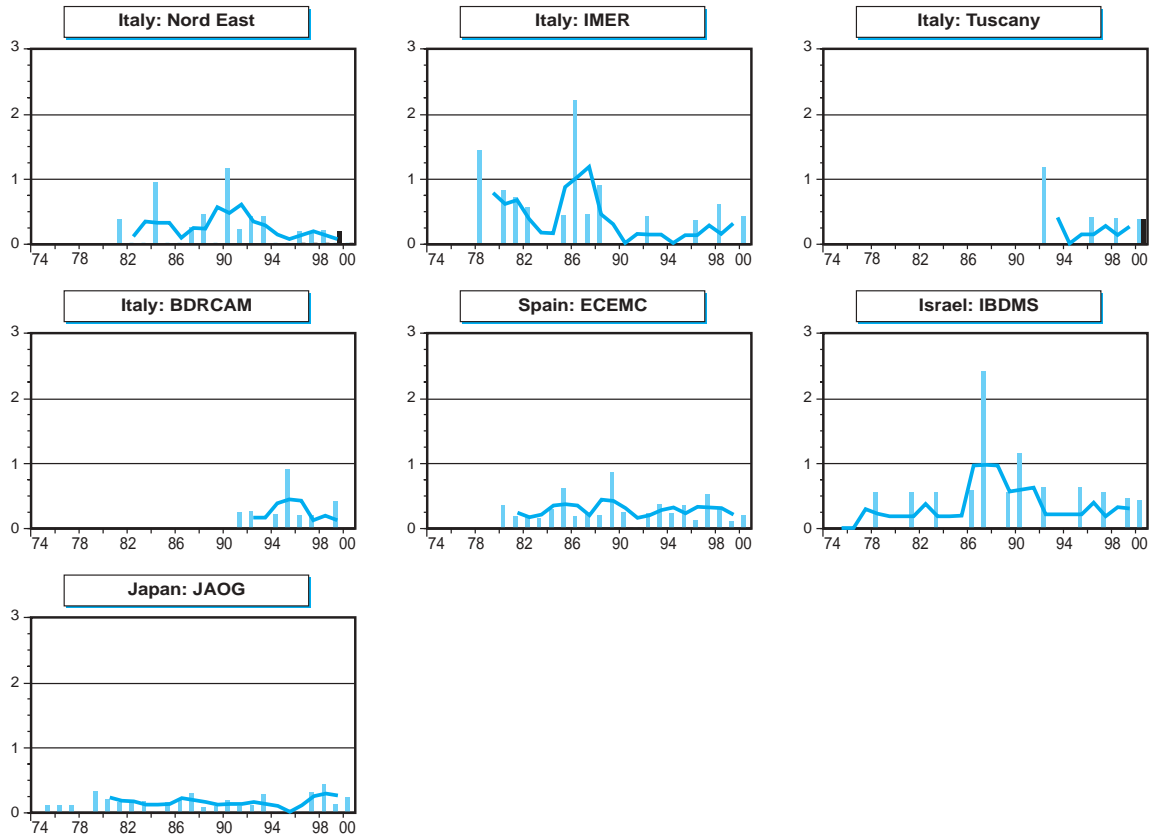 Italy: Nord East Italy: IMER Italy: Tuscany
3 3 3
2 2 2
1 1 1
0 0 0
74 78 82 86 90 94 98 00 74 78 82 86 90 94 98 00 74 78 82 86 90 94 98 00
Italy: BDRCAM Spain: ECEMC Israel: IBDMS
3 3 3
2 2 2
1 1 1
0 0 0
74 78 82 86 90 94 98 00 74 78 82 86 90 94 98 00 74 78 82 86 90 94 98 00
Japan: JAOG
3
2
1
0
74 78 82 86 90 94 98 00